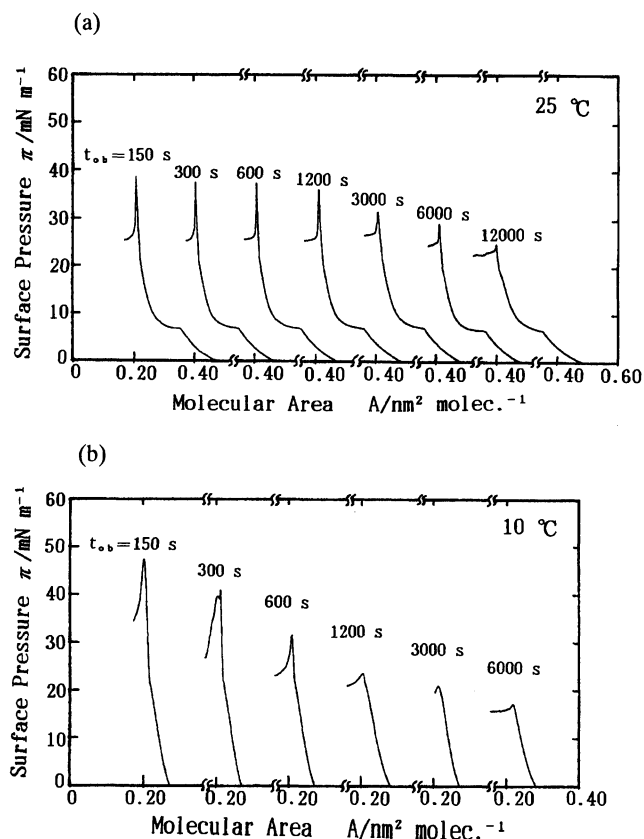 (a)
Surface Pressure π /mN m⁻¹
60
50
40
30
20
10
0
25 ℃
tₒb=150 s
300 s
600 s
1200 s
3000 s
6000 s
12000 s
0 0.20 0.40 0.40 0.40 0.40 0.40 0.40 0.60
Molecular Area A/nm² molec.⁻¹
(b)
Surface Pressure π /mN m⁻¹
60
50
40
30
20
10
0
10 ℃
tₒb=150 s
300 s
600 s
1200 s
3000 s
6000 s
0 0.20 0.20 0.20 0.20 0.20 0.20 0.40
Molecular Area A/nm² molec.⁻¹